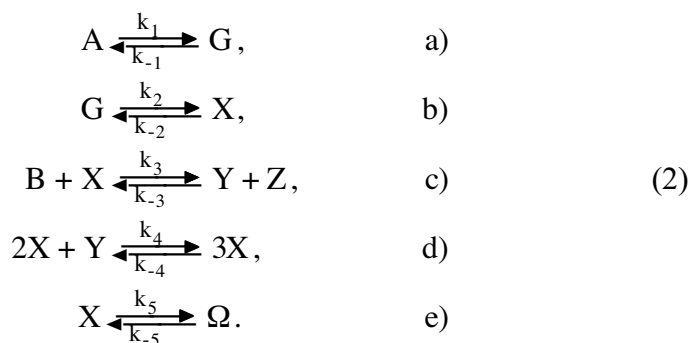 A ⇌ G, a)
k₁
k₋₁
G ⇌ X, b)
k₂
k₋₂
B + X ⇌ Y + Z, c) (2)
k₃
k₋₃
2X + Y ⇌ 3X, d)
k₄
k₋₄
X ⇌ Ω. e)
k₅
k₋₅